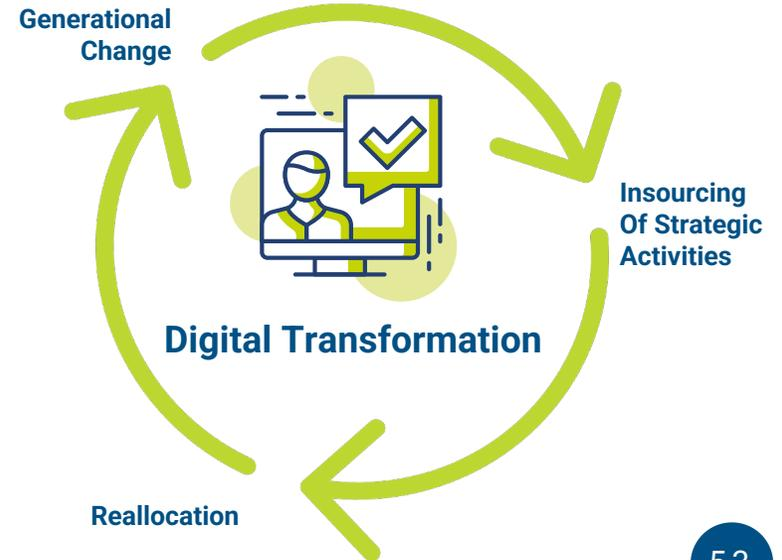 Generational
Change
Insourcing
Of Strategic
Activities
Digital Transformation
Reallocation